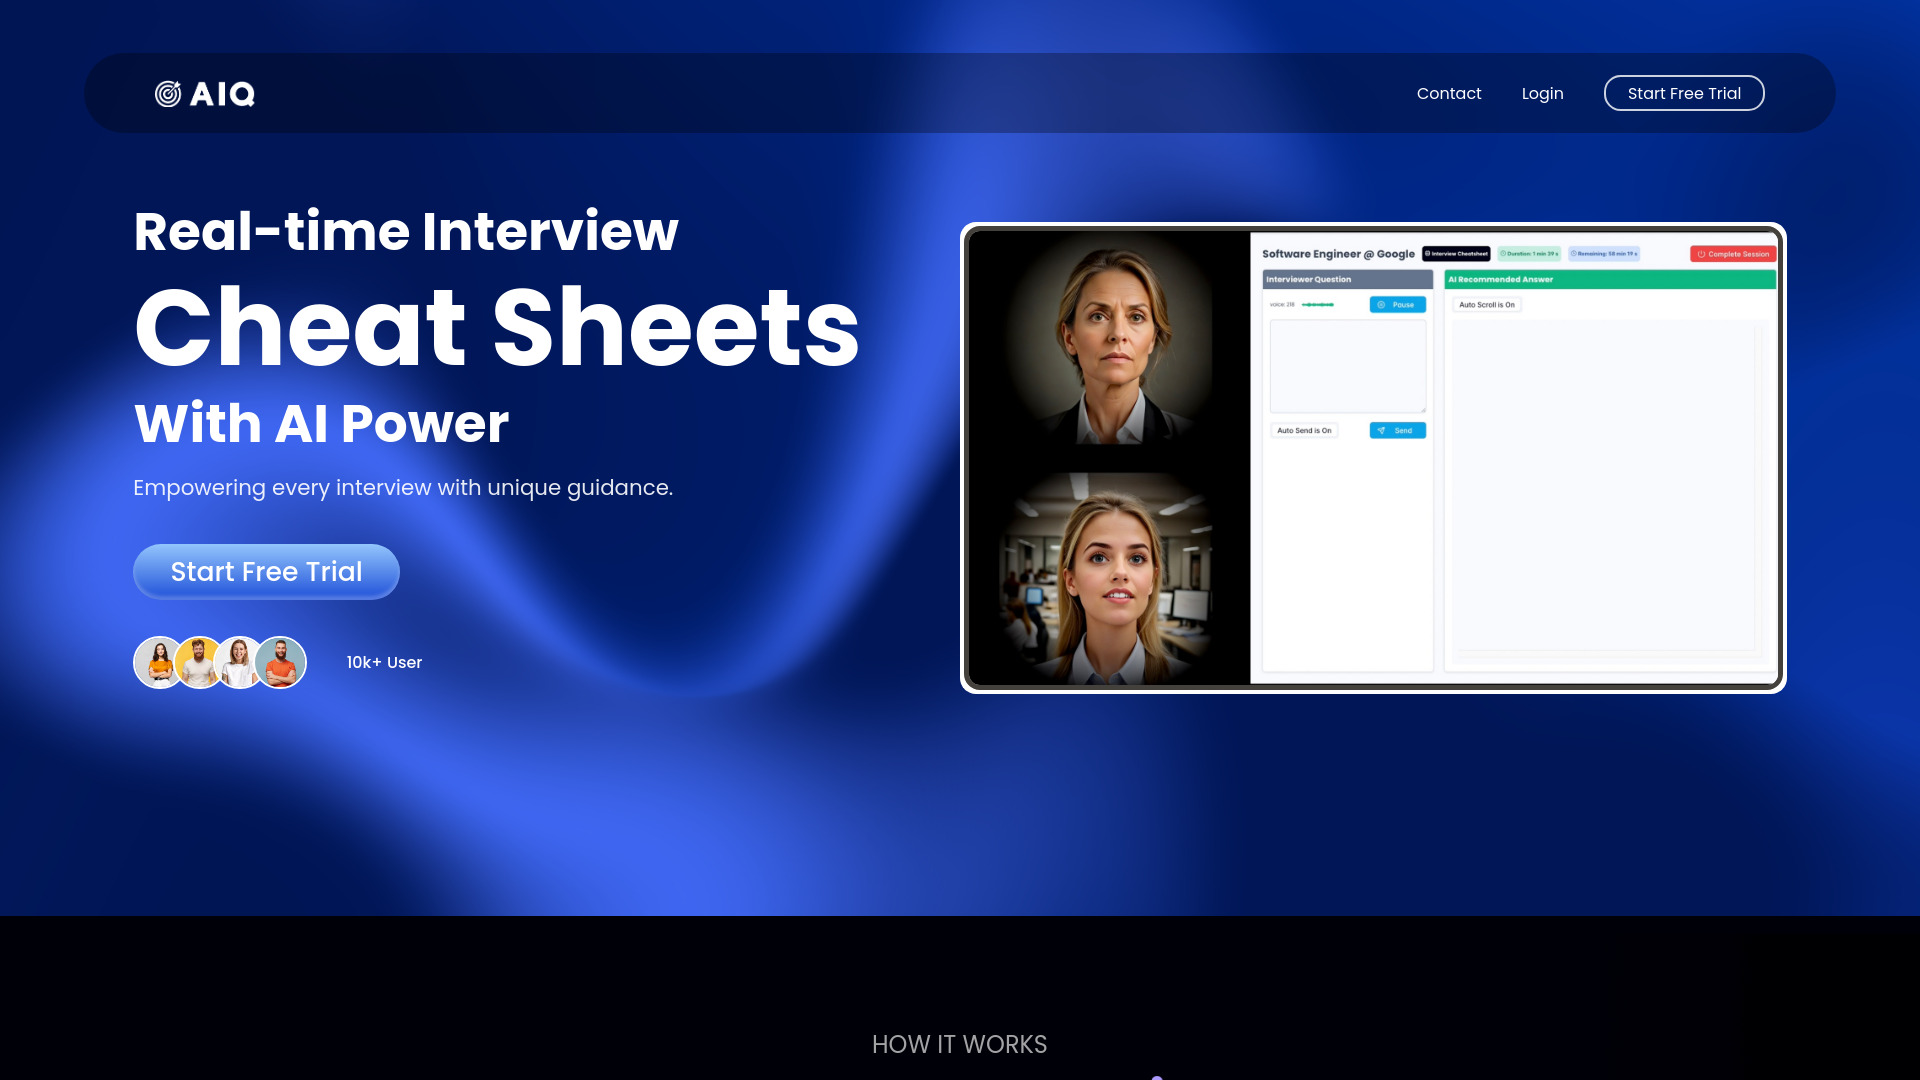 AIQ
Contact
Login
Start Free Trial
Real-time Interview
Cheat Sheets
With AI Power
Empowering every interview with unique guidance.
Start Free Trial
10k+ User
Software Engineer @ Google
Interview Cheatsheet
Duration: 1 min 39 s
Remaining: 58 min 19 s
Complete Session
Interviewer Question
voice: 218
Pause
Auto Send is On
Send
AI Recommended Answer
Auto Scroll is On
HOW IT WORKS